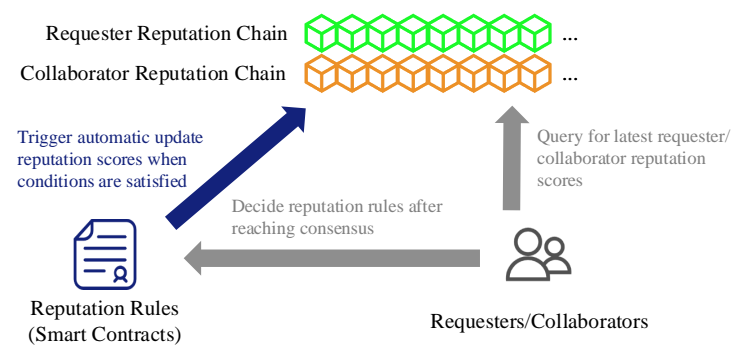 Requester Reputation Chain
...
Collaborator Reputation Chain
...
Trigger automatic update
reputation scores when
conditions are satisfied
Query for latest requester/
collaborator reputation
scores
Decide reputation rules after
reaching consensus
Reputation Rules
(Smart Contracts)
Requesters/Collaborators